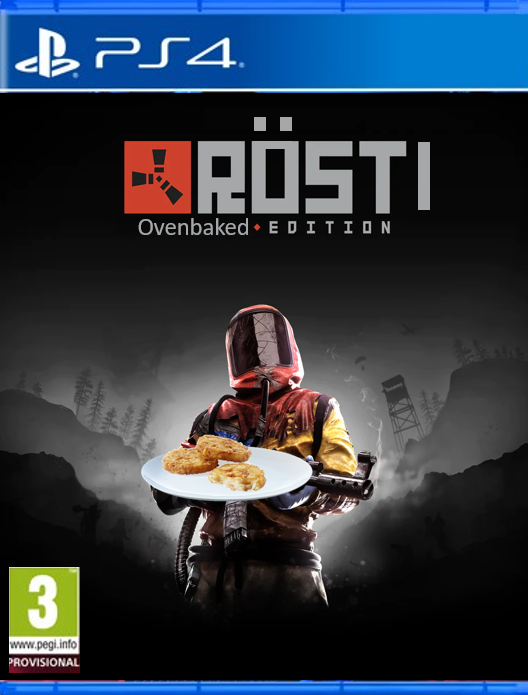 PS4
RÖSTI
Ovenbaked · EDITION
3
www.pegi.info
PROVISIONAL